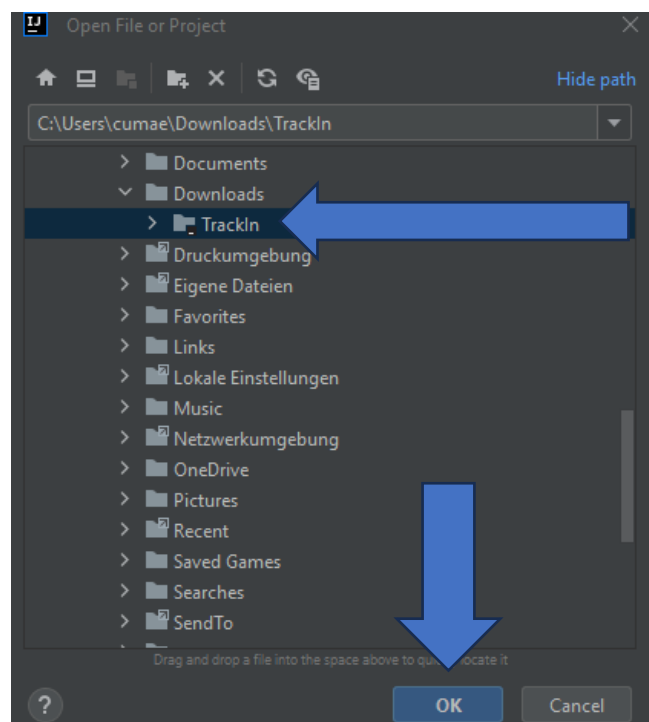 IJ Open File or Project
Hide path
C:\Users\cumae\Downloads\TrackIn
Documents
Downloads
TrackIn
Druckumgebung
Eigene Dateien
Favorites
Links
Lokale Einstellungen
Music
Netzwerkumgebung
OneDrive
Pictures
Recent
Saved Games
Searches
SendTo
Drag and drop a file into the space above to locate it
? OK Cancel